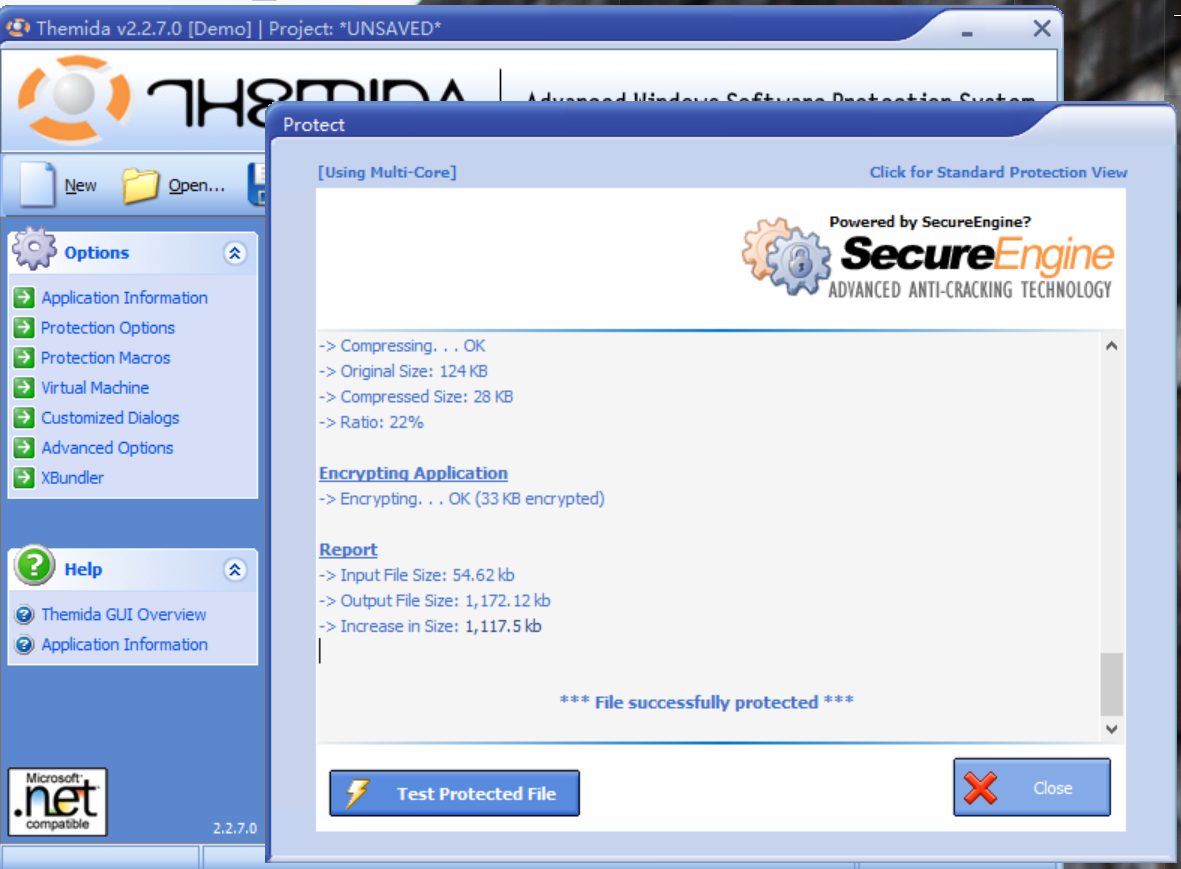 Themida v2.2.7.0 [Demo] | Project: *UNSAVED*
THEMIDA
Advanced Windows Software Protection System
Protect
New
Open...
[Using Multi-Core]
Click for Standard Protection View
Powered by SecureEngine?
SecureEngine
ADVANCED ANTI-CRACKING TECHNOLOGY
Options
Application Information
Protection Options
Protection Macros
Virtual Machine
Customized Dialogs
Advanced Options
XBundler
Help
Themida GUI Overview
Application Information
-> Compressing. . . OK
-> Original Size: 124 KB
-> Compressed Size: 28 KB
-> Ratio: 22%
Encrypting Application
-> Encrypting. . . OK (33 KB encrypted)
Report
-> Input File Size: 54.62 kb
-> Output File Size: 1,172.12 kb
-> Increase in Size: 1,117.5 kb
*** File successfully protected ***
Test Protected File
Close
Microsoft
.net
compatible
2.2.7.0